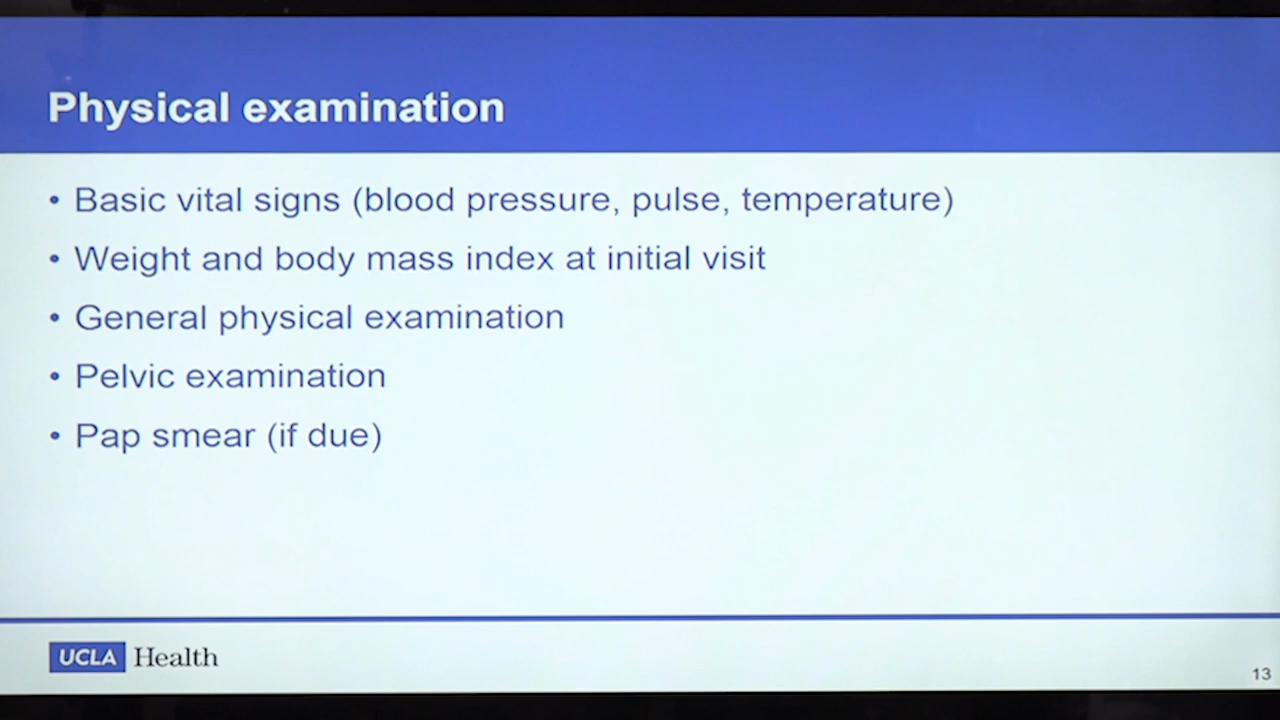 Physical examination
• Basic vital signs (blood pressure, pulse, temperature)
• Weight and body mass index at initial visit
• General physical examination
• Pelvic examination
• Pap smear (if due)
UCLA Health
13